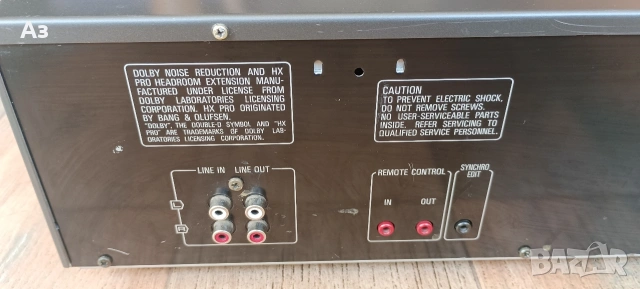 Аз
DOLBY NOISE REDUCTION AND HX
PRO HEADROOM EXTENSION MANU-
FACTURED UNDER LICENSE FROM
DOLBY LABORATORIES LICENSING
CORPORATION. HX PRO ORIGINATED
BY BANG & OLUFSEN.
"DOLBY", THE DOUBLE-D SYMBOL AND "HX
PRO" ARE TRADEMARKS OF DOLBY LAB-
ORATORIES LICENSING CORPORATION.
CAUTION
TO PREVENT ELECTRIC SHOCK,
DO NOT REMOVE SCREWS.
NO USER-SERVICEABLE PARTS
INSIDE. REFER SERVICING TO
QUALIFIED SERVICE PERSONNEL.
LINE IN LINE OUT
L
R
REMOTE CONTROL
IN OUT
SYNCHRO
EDIT
BAZAR